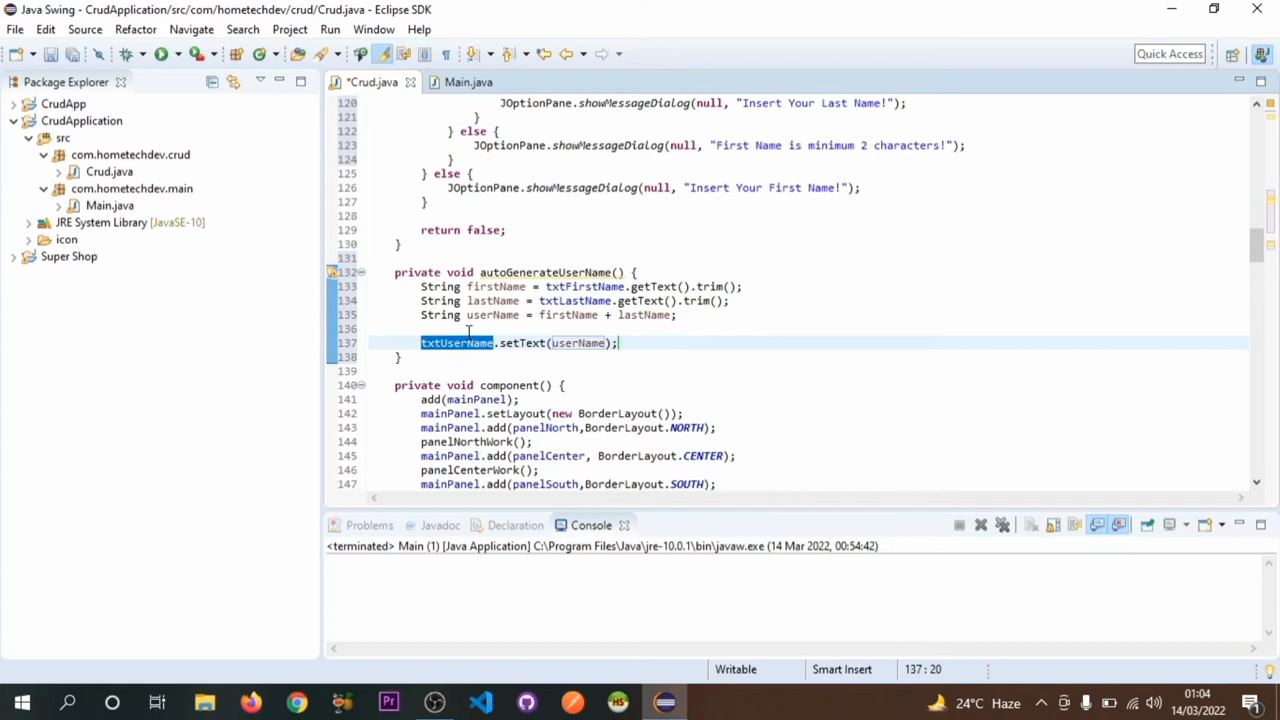 Java Swing - CrudApplication/src/com/hometechdev/crud/Crud.java - Eclipse SDK
File Edit Source Refactor Navigate Search Project Run Window Help
Quick Access
Package Explorer
*Crud.java Main.java
CrudApp
CrudApplication
src
com.hometechdev.crud
Crud.java
com.hometechdev.main
Main.java
JRE System Library [JavaSE-10]
icon
Super Shop
120 JOptionPane.showMessageDialog(null, "Insert Your Last Name!");
121 }
122 } else {
123 JOptionPane.showMessageDialog(null, "First Name is minimum 2 characters!");
124 }
125 } else {
126 JOptionPane.showMessageDialog(null, "Insert Your First Name!");
127 }
128
129 return false;
130 }
131
132 private void autoGenerateUserName() {
133 String firstName = txtFirstName.getText().trim();
134 String lastName = txtLastName.getText().trim();
135 String userName = firstName + lastName;
136
137 txtUserName.setText(userName);
138 }
139
140 private void component() {
141 add(mainPanel);
142 mainPanel.setLayout(new BorderLayout());
143 mainPanel.add(panelNorth,BorderLayout.NORTH);
144 panelNorthWork();
145 mainPanel.add(panelCenter, BorderLayout.CENTER);
146 panelCenterWork();
147 mainPanel.add(panelSouth,BorderLayout.SOUTH);
Problems Javadoc Declaration Console
<terminated> Main (1) [Java Application] C:\Program Files\Java\jre-10.0.1\bin\javaw.exe (14 Mar 2022, 00:54:42)
Writable Smart Insert 137 : 20
Pr HS 24°C Haze 01:04
14/03/2022 1